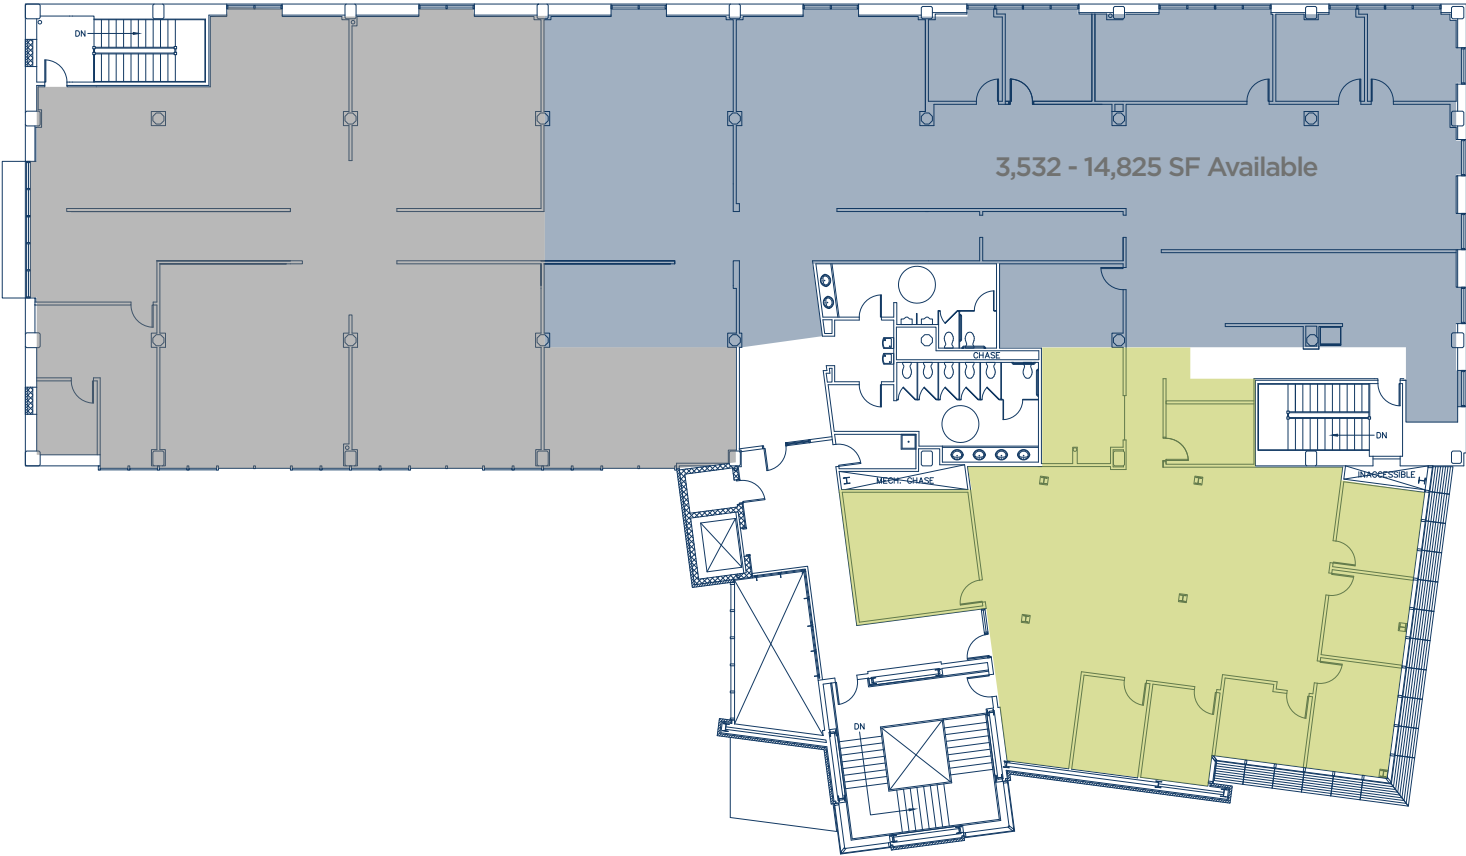 DN
3,532 - 14,825 SF Available
CHASE
DN
MECH. CHASE
INACCESSIBLE
DN